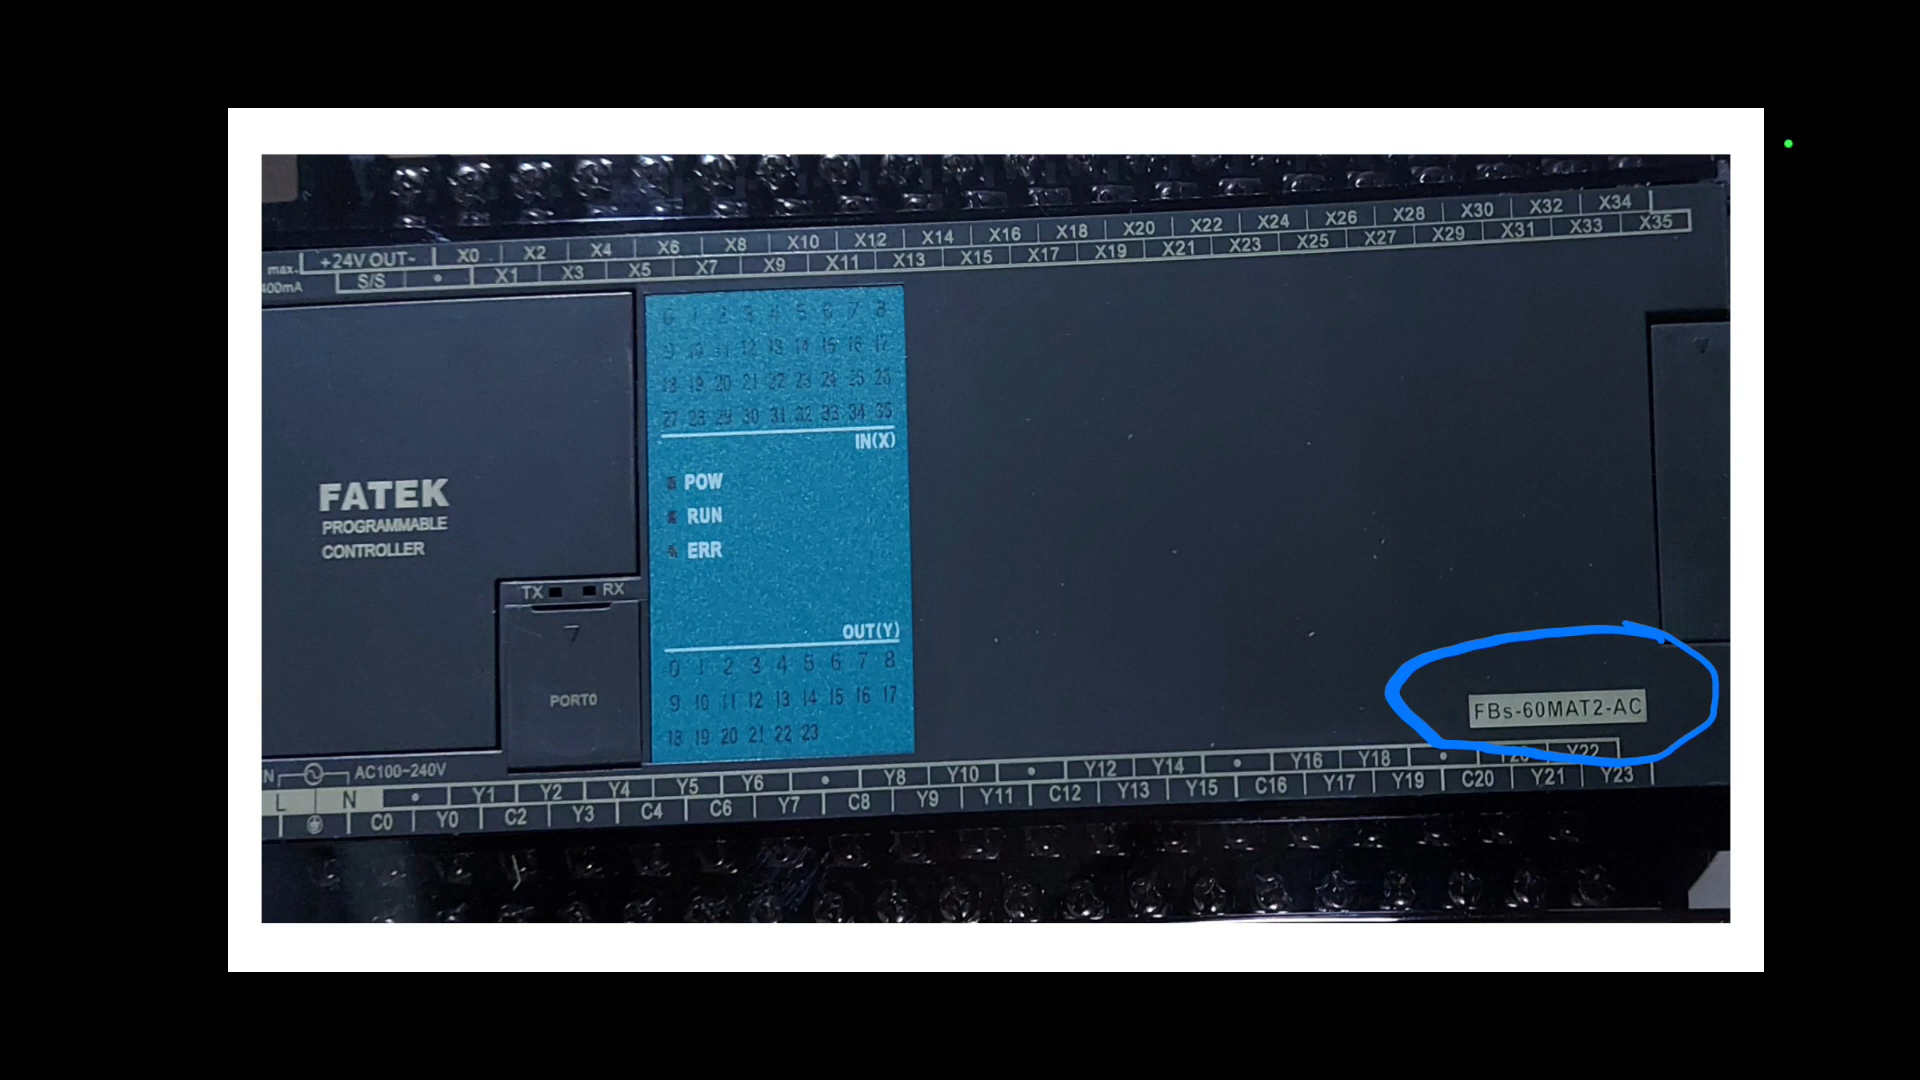 +24V OUT- X0 X2 X4 X6 X8 X10 X12 X14 X16 X18 X20 X22 X24 X26 X28 X30 X32 X34
max.
S/S • X1 X3 X5 X7 X9 X11 X13 X15 X17 X19 X21 X23 X25 X27 X29 X31 X33 X35
400mA
0 1 2 3 4 5 6 7 8
9 10 11 12 13 14 15 16 17
18 19 20 21 22 23 24 25 26
27 28 29 30 31 32 33 34 35
IN(X)
POW
RUN
ERR
FATEK
PROGRAMMABLE
CONTROLLER
TX RX
PORT0
OUT(Y)
0 1 2 3 4 5 6 7 8
9 10 11 12 13 14 15 16 17
18 19 20 21 22 23
FBs-60MAT2-AC
N AC100~240V
L N • Y1 Y2 Y4 Y5 Y6 • Y8 Y10 • Y12 Y14 • Y16 Y18 • Y20 Y22
C0 Y0 C2 Y3 C4 C6 Y7 C8 Y9 Y11 C12 Y13 Y15 C16 Y17 Y19 C20 Y21 Y23